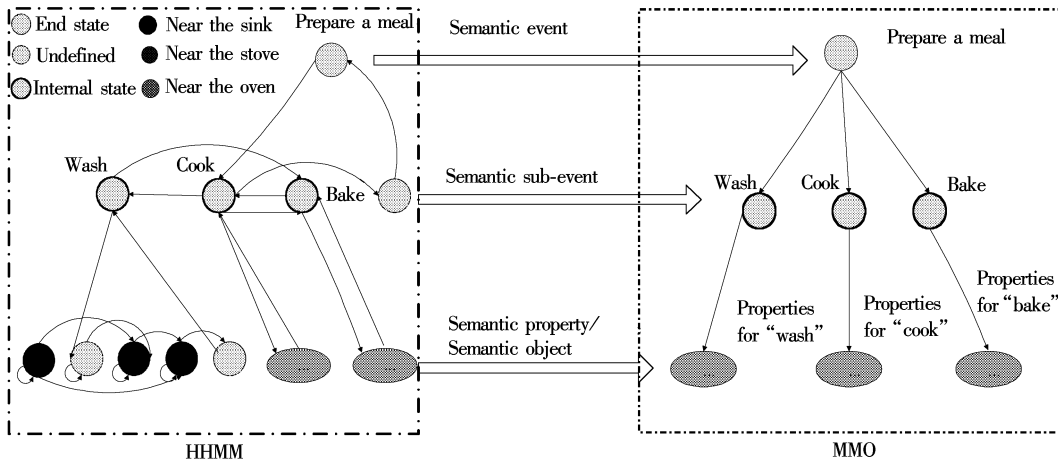 End state
Near the sink
Undefined
Near the stove
Internal state
Near the oven
Prepare a meal
Wash
Cook
Bake
...
...
HHMM
Semantic event
Semantic sub-event
Semantic property/
Semantic object
Prepare a meal
Wash
Cook
Bake
Properties
for “wash”
Properties
for “cook”
Properties
for “bake”
...
...
...
MMO